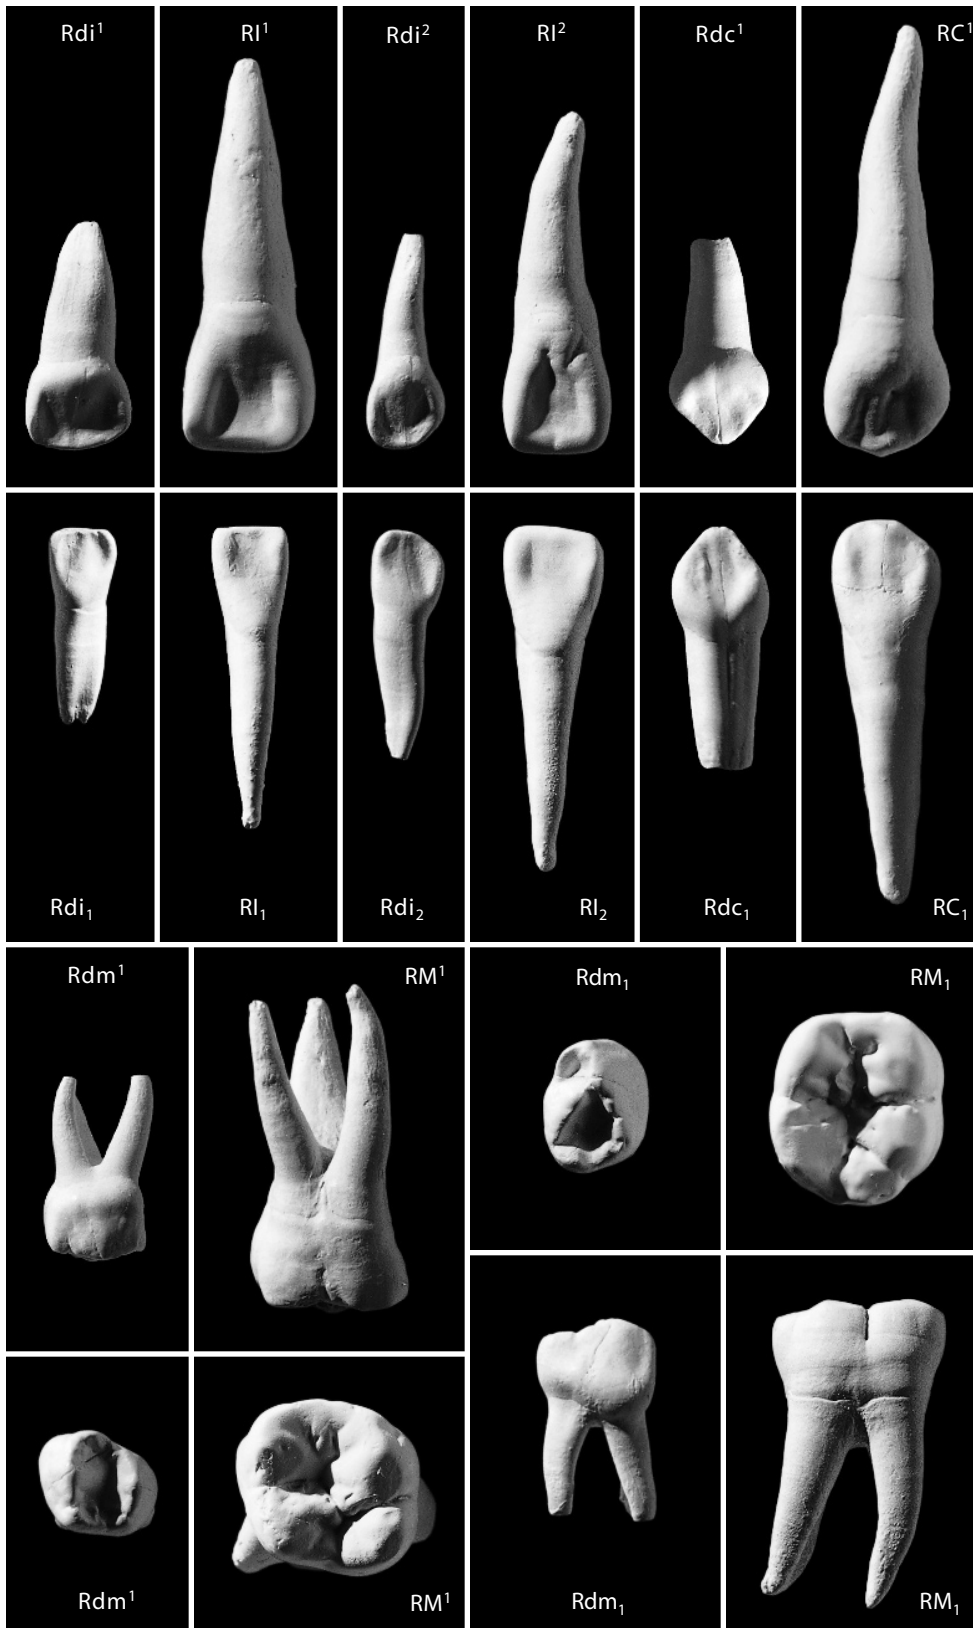 Rdi¹
RI¹
Rdi²
RI²
Rdc¹
RC¹
Rdi₁
RI₁
Rdi₂
RI₂
Rdc₁
RC₁
Rdm¹
RM¹
Rdm₁
RM₁
Rdm¹
RM¹
Rdm₁
RM₁